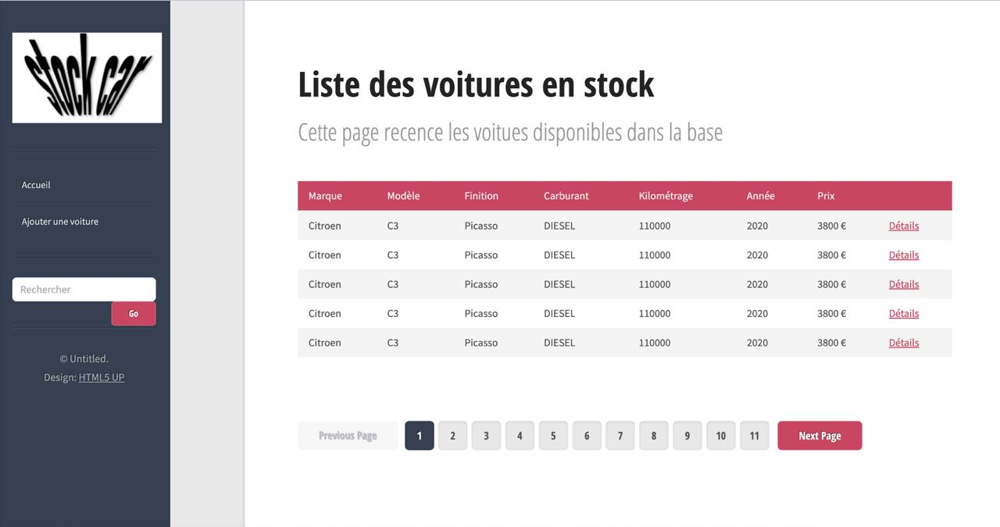 stock car
Accueil
Ajouter une voiture
Rechercher
Go
© Untitled.
Design: HTML5 UP
Liste des voitures en stock
Cette page recence les voitues disponibles dans la base
Marque Modèle Finition Carburant Kilométrage Année Prix
Citroen C3 Picasso DIESEL 110000 2020 3800 € Détails
Citroen C3 Picasso DIESEL 110000 2020 3800 € Détails
Citroen C3 Picasso DIESEL 110000 2020 3800 € Détails
Citroen C3 Picasso DIESEL 110000 2020 3800 € Détails
Citroen C3 Picasso DIESEL 110000 2020 3800 € Détails
Previous Page 1 2 3 4 5 6 7 8 9 10 11 Next Page